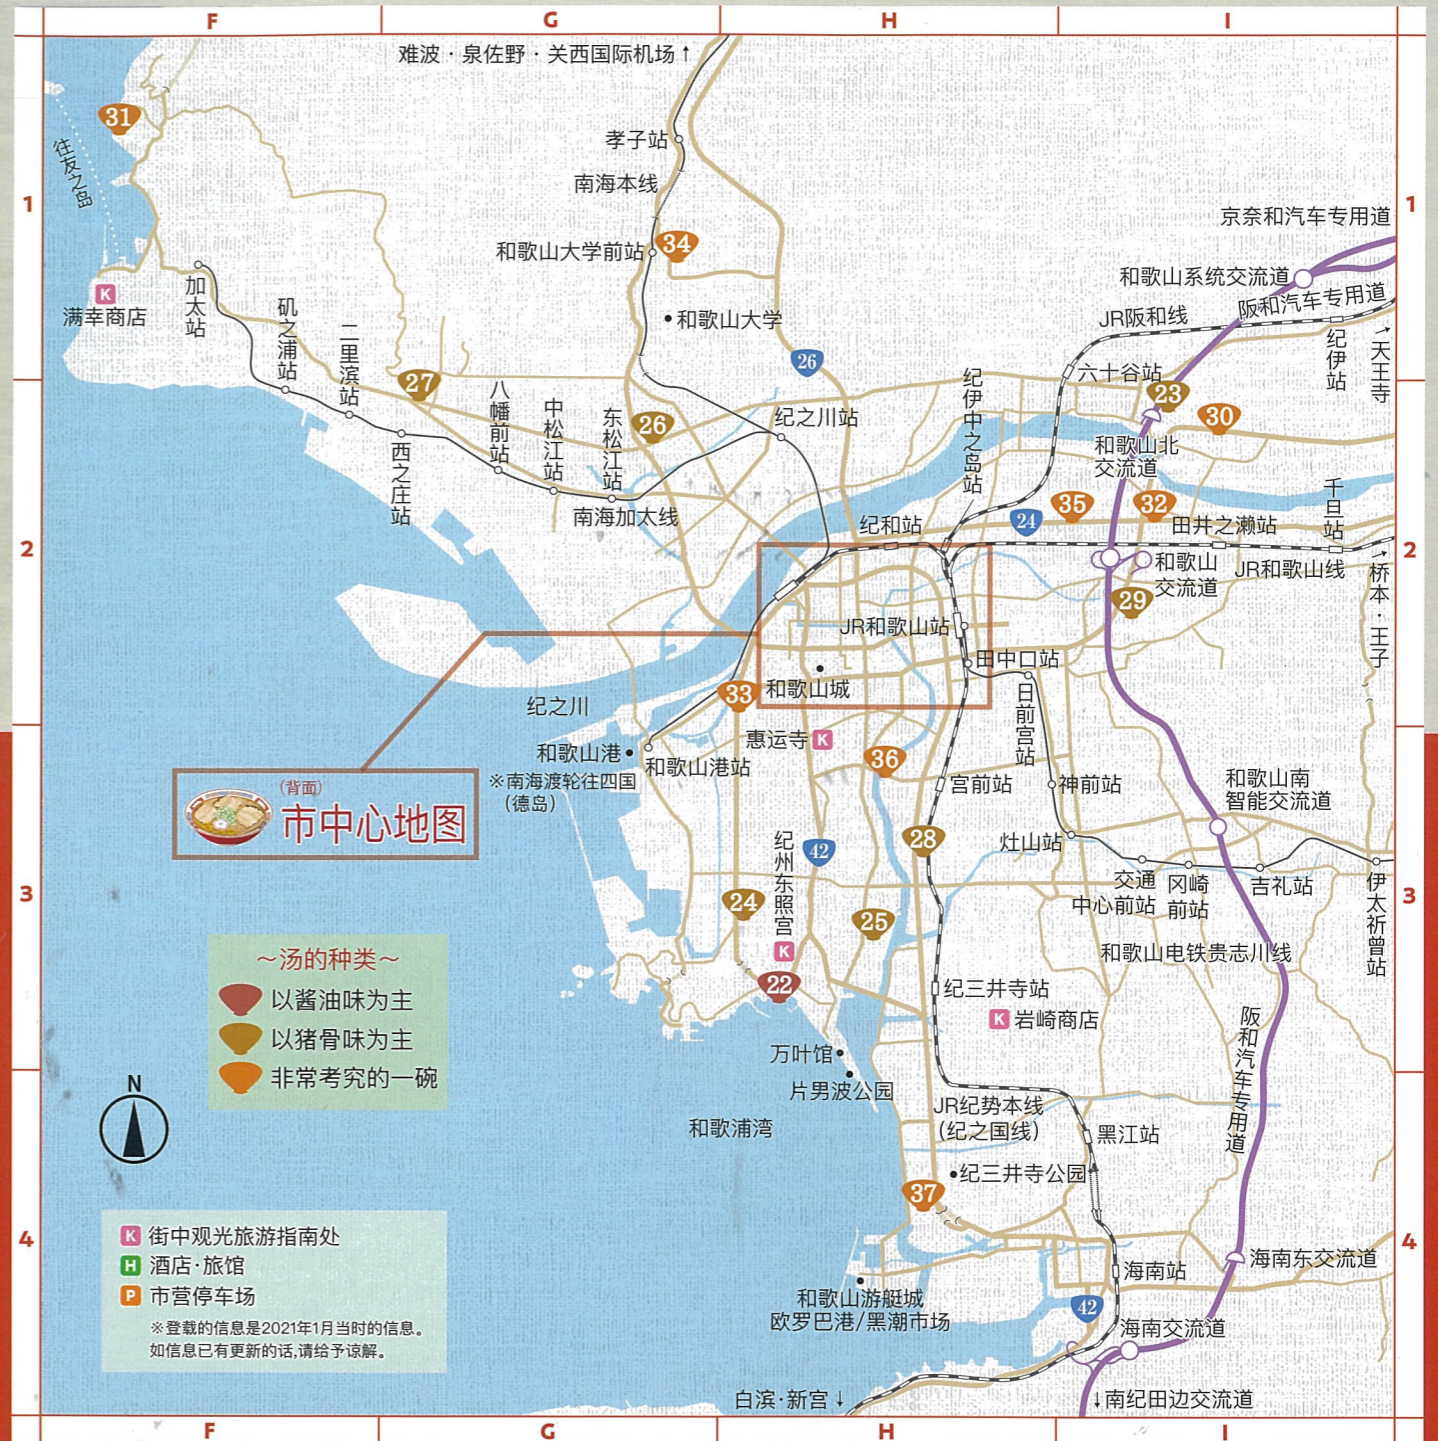 F
G
H
I
难波・泉佐野・关西国际机场↑
31
往友之岛
孝子站
南海本线
1
1
京奈和汽车专用道
和歌山大学前站
34
和歌山系统交流道
K
满幸商店
加太站
矶之浦站
二里滨站
•和歌山大学
JR阪和线
阪和汽车专用道
纪伊站
→天王寺
26
27
八幡前站
中松江站
东松江站
26
纪之川站
纪伊中之岛站
六十谷站
23
30
西之庄站
和歌山北
交流道
南海加太线
纪和站
24
35
32
田井之濑站
千旦站
2
2
和歌山
交流道
JR和歌山线
→桥本・王子
29
JR和歌山站
田中口站
和歌山城
33
日前宫站
纪之川
和歌山港•
和歌山港站
惠运寺
K
36
※南海渡轮往四国
（德岛）
宫前站
神前站
和歌山南
智能交流道
(背面)
市中心地图
纪州东照宫
42
28
灶山站
3
3
交通
中心前站
冈崎
前站
吉礼站
伊太祈曾站
24
25
K
22
和歌山电铁贵志川线
～汤的种类～
以酱油味为主
以猪骨味为主
非常考究的一碗
纪三井寺站
K
岩崎商店
阪和汽车专用道
万叶馆•
片男波公园
N
和歌浦湾
JR纪势本线
(纪之国线)
黑江站
•纪三井寺公园
37
4
4
K 街中观光旅游指南处
H 酒店·旅馆
P 市营停车场
※登载的信息是2021年1月当时的信息。
如信息已有更新的话,请给予谅解。
和歌山游艇城
欧罗巴港/黑潮市场
海南站
海南东交流道
42
海南交流道
白滨·新宫↓
↓南纪田边交流道
F
G
H
I